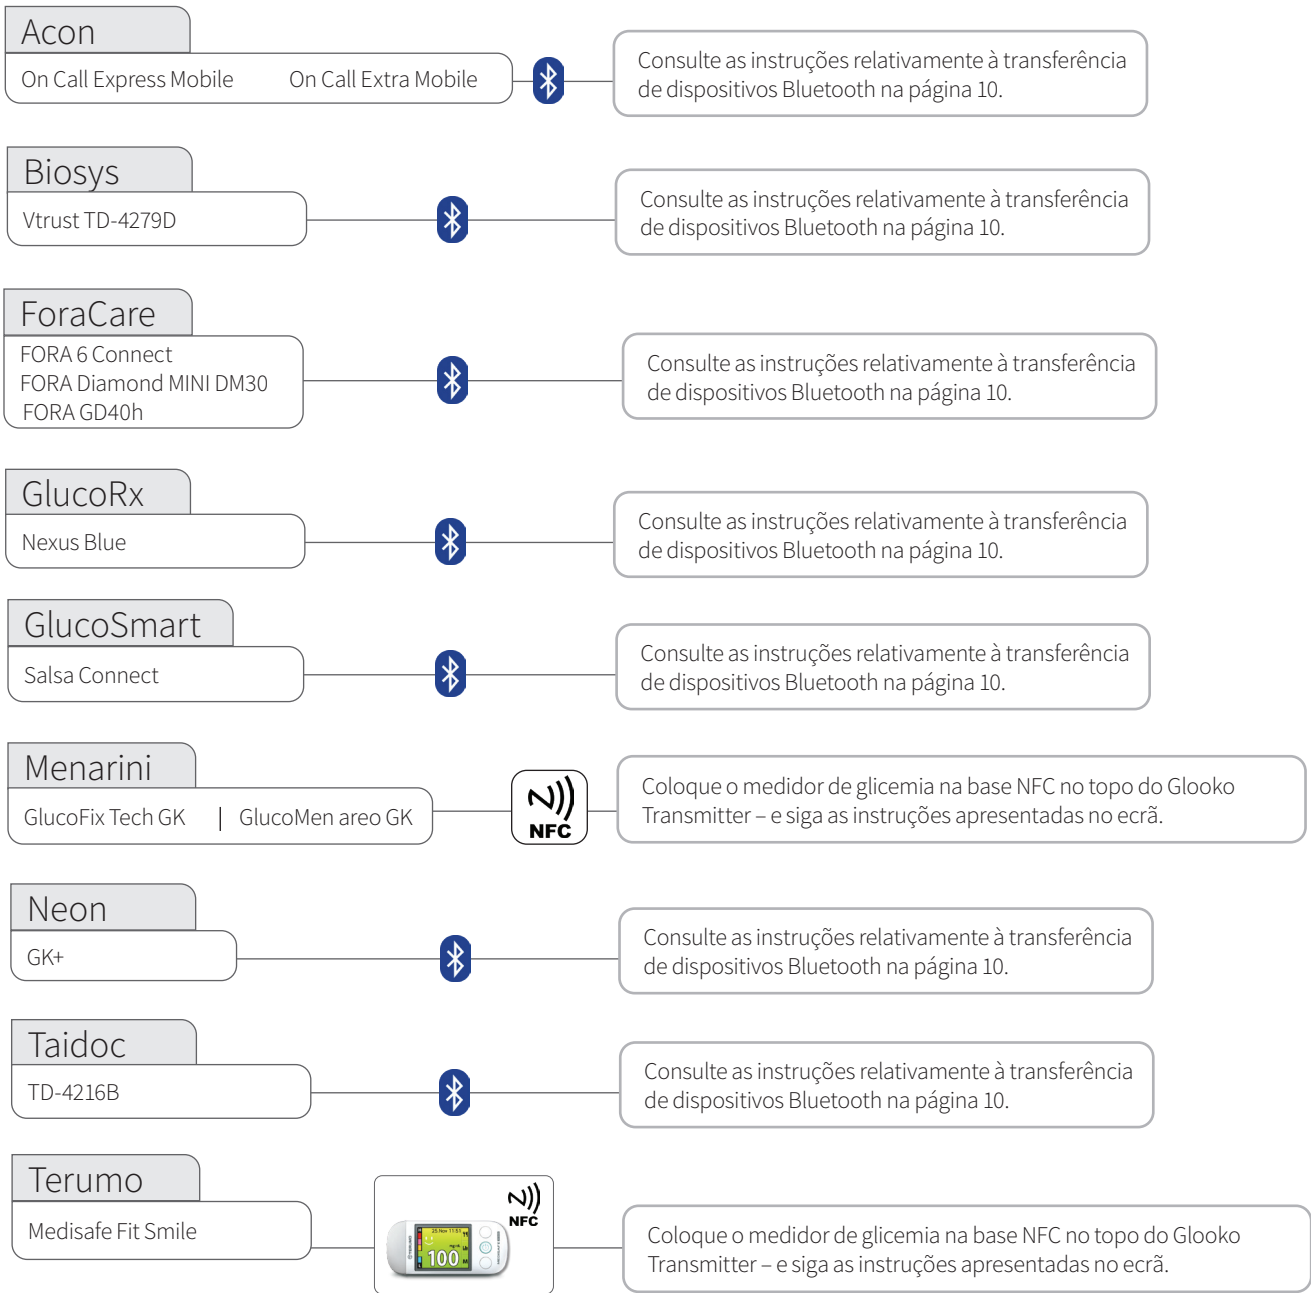 Acon
On Call Express Mobile On Call Extra Mobile
Consulte as instruções relativamente à transferência
de dispositivos Bluetooth na página 10.
Biosys
Vtrust TD-4279D
Consulte as instruções relativamente à transferência
de dispositivos Bluetooth na página 10.
ForaCare
FORA 6 Connect
FORA Diamond MINI DM30
FORA GD40h
Consulte as instruções relativamente à transferência
de dispositivos Bluetooth na página 10.
GlucoRx
Nexus Blue
Consulte as instruções relativamente à transferência
de dispositivos Bluetooth na página 10.
GlucoSmart
Salsa Connect
Consulte as instruções relativamente à transferência
de dispositivos Bluetooth na página 10.
Menarini
GlucoFix Tech GK | GlucoMen areo GK
NFC
Coloque o medidor de glicemia na base NFC no topo do Glooko
Transmitter – e siga as instruções apresentadas no ecrã.
Neon
GK+
Consulte as instruções relativamente à transferência
de dispositivos Bluetooth na página 10.
Taidoc
TD-4216B
Consulte as instruções relativamente à transferência
de dispositivos Bluetooth na página 10.
Terumo
Medisafe Fit Smile
NFC
25 Nov 11:57
100
TERUMO
Coloque o medidor de glicemia na base NFC no topo do Glooko
Transmitter – e siga as instruções apresentadas no ecrã.